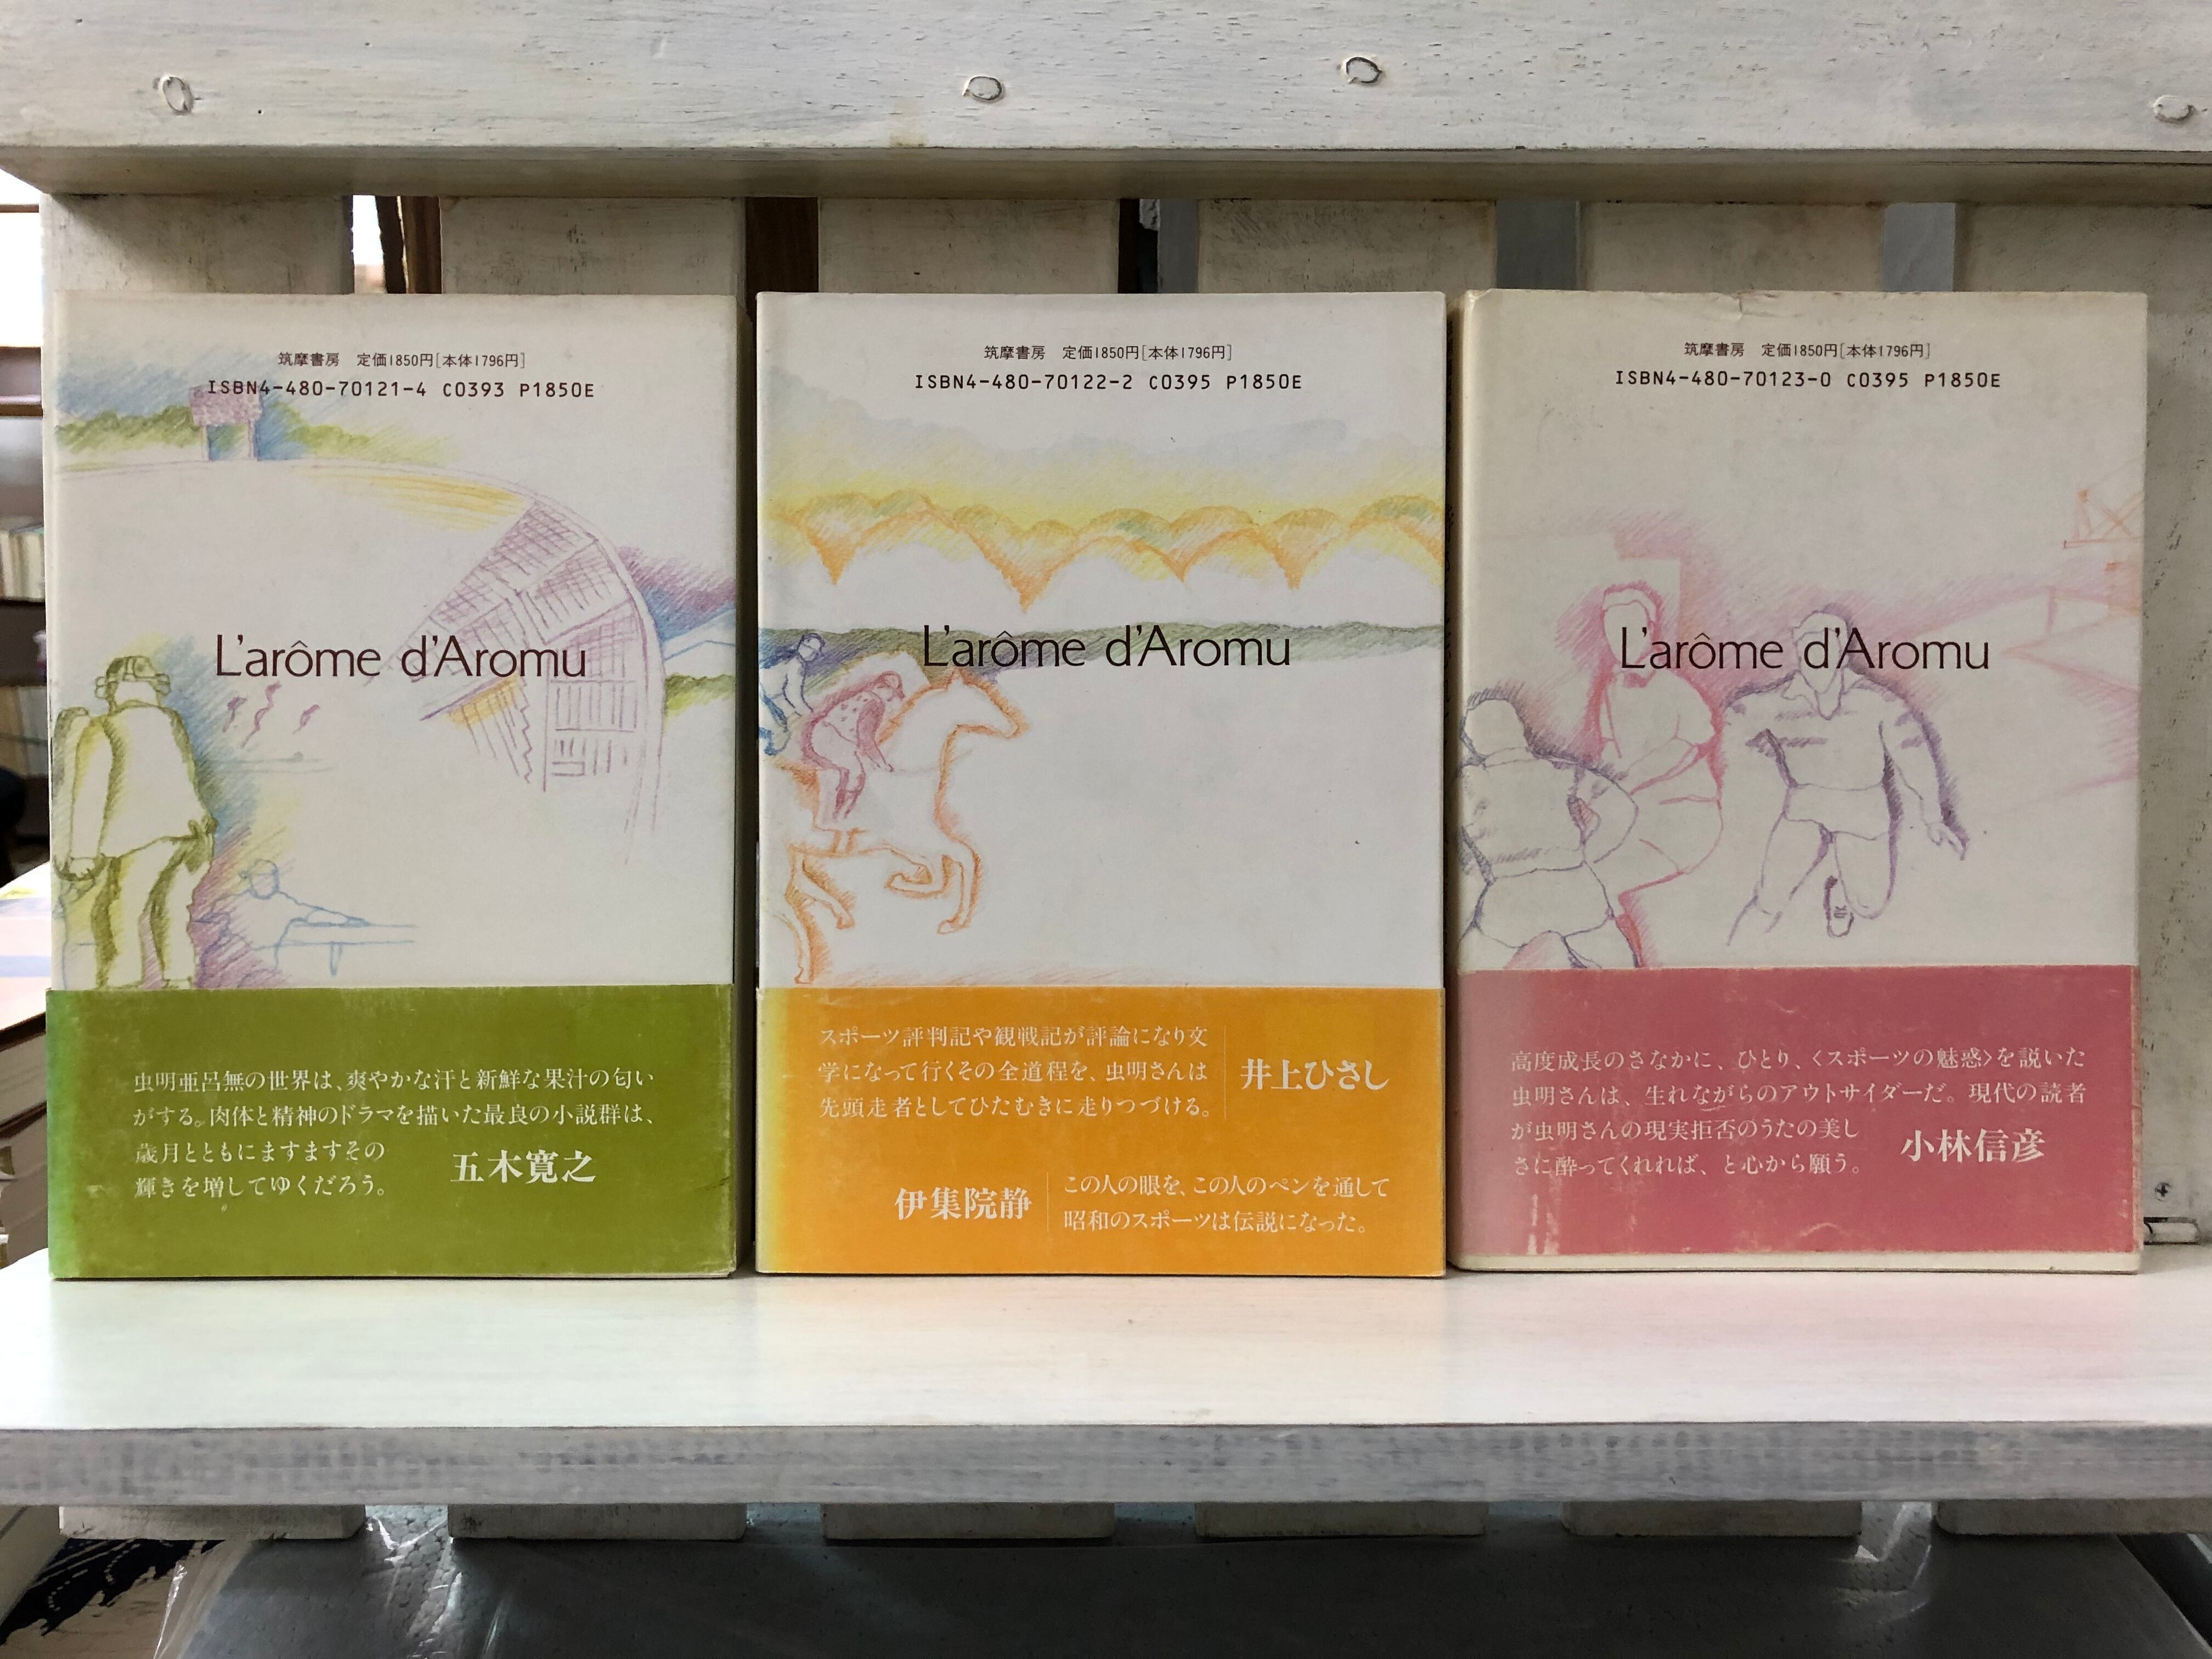 筑摩書房　定価1850円[本体1796円]
ISBN4-480-70121-4 C0393 P1850E
L'arôme d'Aromu
虫明亜呂無の世界は、爽やかな汗と新鮮な果汁の匂い
がする。肉体と精神のドラマを描いた最良の小説群は、
歳月とともにますますその
輝きを増してゆくだろう。
五木寛之
筑摩書房　定価1850円[本体1796円]
ISBN4-480-70122-2 C0395 P1850E
L'arôme d'Aromu
スポーツ評判記や観戦記が評論になり文
学になって行くその全道程を、虫明さんは
先頭走者としてひたむきに走りつづける。
井上ひさし
伊集院静
この人の眼を、この人のペンを通して
昭和のスポーツは伝説になった。
筑摩書房　定価1850円[本体1796円]
ISBN4-480-70123-0 C0395 P1850E
L'arôme d'Aromu
高度成長のさなかに、ひとり、〈スポーツの魅惑〉を説いた
虫明さんは、生れながらのアウトサイダーだ。現代の読者
が虫明さんの現実拒否のうたの美し
さに酔ってくれれば、と心から願う。
小林信彦